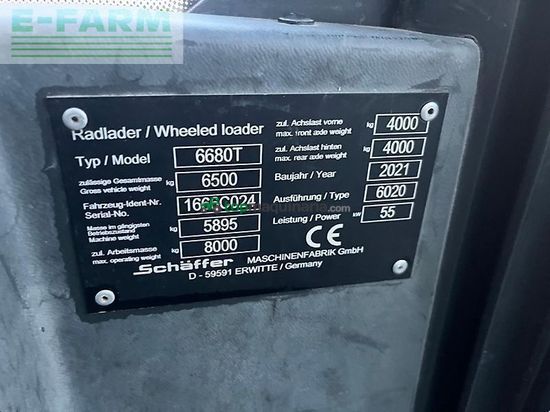 E-FARM
Radlader / Wheeled loader
Typ / Model 6680T
zulässige Gesamtmasse
Gross vehicle weight kg 6500
Fahrzeug-Ident-Nr.
Serial-No.
Masse im gängigsten
Betriebszustand
Machine weight kg 5895
zul. Arbeitsmasse
max. operating weight kg 8000
zul. Achslast vorne
max. front axle weight kg 4000
zul. Achslast hinten
max. rear axle weight kg 4000
Baujahr / Year 2021
Ausführung / Type 6020
Leistung / Power kW 55
CE
Schäffer MASCHINENFABRIK GmbH
D - 59591 ERWITTE / Germany